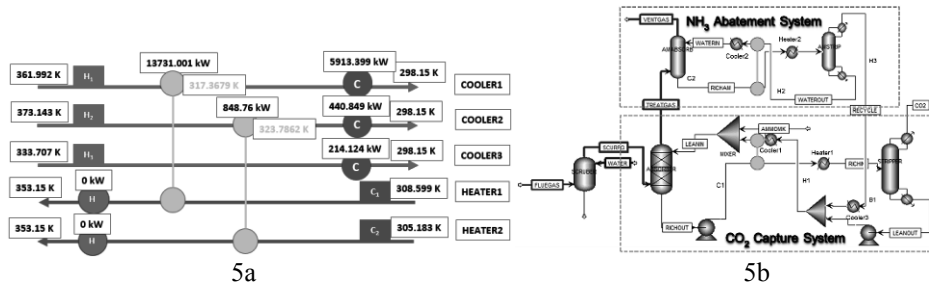 13731.001 kW
5913.399 kW
361.992 K
H₁
317.3679 K
C
298.15 K
COOLER1
848.76 kW
440.849 kW
373.143 K
H₂
323.7862 K
C
298.15 K
COOLER2
214.124 kW
333.707 K
H₃
C
298.15 K
COOLER3
0 kW
353.15 K
H
C₁
308.599 K
HEATER1
0 kW
353.15 K
H
C₂
305.183 K
HEATER2
5a
NH₃ Abatement System
VENTGAS
WATERIN
Cooler2
Heater2
C2
RICHAM
H2
WATEROUT
H3
TREATGAS
RECYCLE
CO2
SCUBED
WATER
LEANIN
MIXER
AMMONIK
Cooler1
Heater1
RICHIN
FLUEGAS
C1
H1
B1
Cooler3
RICHOUT
LEANOUT
CO₂ Capture System
5b